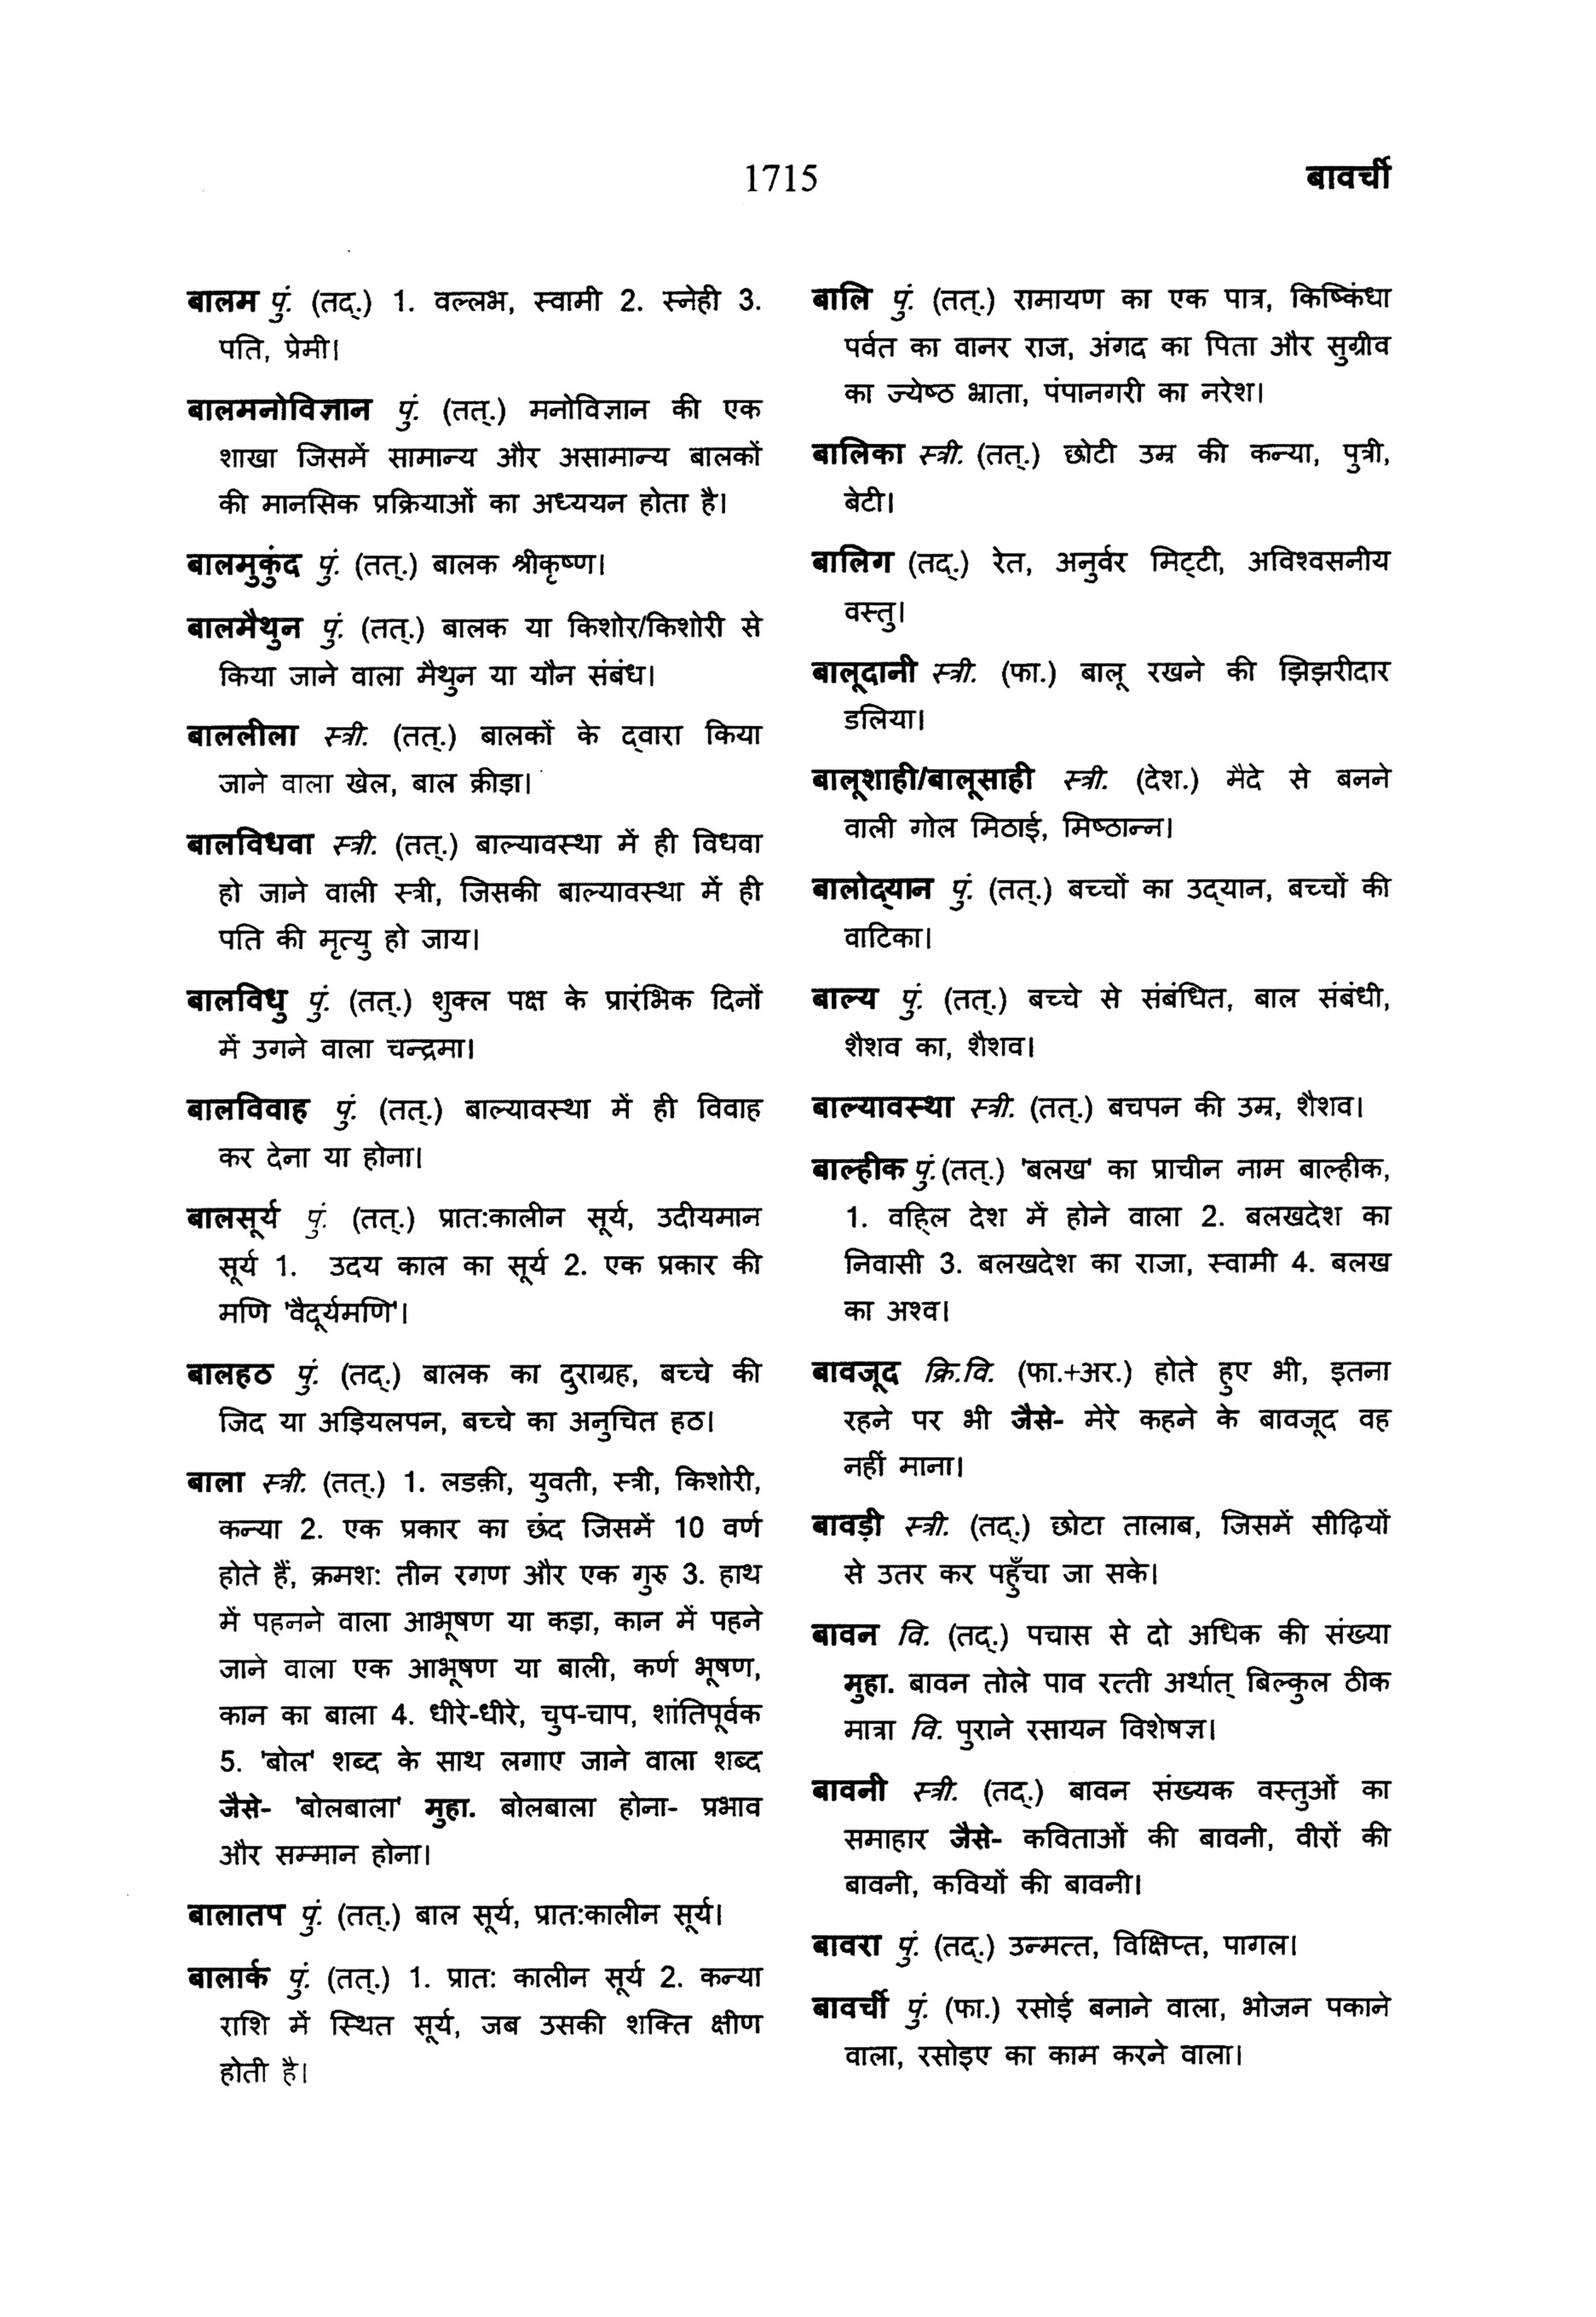 1715
बावर्ची
बालम पुं. (तद्.) 1. वल्लभ, स्वामी 2. स्नेही 3.
पति, प्रेमी।
बालमनोविज्ञान पुं. (तत्.) मनोविज्ञान की एक
शाखा जिसमें सामान्य और असामान्य बालकों
की मानसिक प्रक्रियाओं का अध्ययन होता है।
बालमुकुंद पुं. (तत्.) बालक श्रीकृष्ण।
बालमैथुन पुं. (तत्.) बालक या किशोर/किशोरी से
किया जाने वाला मैथुन या यौन संबंध।
बाललीला स्त्री. (तत्.) बालकों के द्वारा किया
जाने वाला खेल, बाल क्रीड़ा।
बालविधवा स्त्री. (तत्.) बाल्यावस्था में ही विधवा
हो जाने वाली स्त्री, जिसकी बाल्यावस्था में ही
पति की मृत्यु हो जाय।
बालविधु पुं. (तत्.) शुक्ल पक्ष के प्रारंभिक दिनों
में उगने वाला चन्द्रमा।
बालविवाह पुं. (तत्.) बाल्यावस्था में ही विवाह
कर देना या होना।
बालसूर्य पुं. (तत्.) प्रात:कालीन सूर्य, उदीयमान
सूर्य 1. उदय काल का सूर्य 2. एक प्रकार की
मणि 'वैदूर्यमणि'।
बालहठ पुं. (तद्.) बालक का दुराग्रह, बच्चे की
जिद या अड़ियलपन, बच्चे का अनुचित हठ।
बाला स्त्री. (तत्.) 1. लडक़ी, युवती, स्त्री, किशोरी,
कन्या 2. एक प्रकार का छंद जिसमें 10 वर्ण
होते हैं, क्रमश: तीन रगण और एक गुरु 3. हाथ
में पहनने वाला आभूषण या कड़ा, कान में पहने
जाने वाला एक आभूषण या बाली, कर्ण भूषण,
कान का बाला 4. धीरे-धीरे, चुप-चाप, शांतिपूर्वक
5. 'बोल' शब्द के साथ लगाए जाने वाला शब्द
जैसे- 'बोलबाला' मुहा. बोलबाला होना- प्रभाव
और सम्मान होना।
बालातप पुं. (तत्.) बाल सूर्य, प्रात:कालीन सूर्य।
बालार्क पुं. (तत्.) 1. प्रात: कालीन सूर्य 2. कन्या
राशि में स्थित सूर्य, जब उसकी शक्ति क्षीण
होती है।
बालि पुं. (तत्.) रामायण का एक पात्र, किष्किंधा
पर्वत का वानर राज, अंगद का पिता और सुग्रीव
का ज्येष्ठ भ्राता, पंपानगरी का नरेश।
बालिका स्त्री. (तत्.) छोटी उम्र की कन्या, पुत्री,
बेटी।
बालिग (तद्.) रेत, अनुर्वर मिट्टी, अविश्वसनीय
वस्तु।
बालूदानी स्त्री. (फा.) बालू रखने की झिझरीदार
डलिया।
बालूशाही/बालूसाही स्त्री. (देश.) मैदे से बनने
वाली गोल मिठाई, मिष्ठान्न।
बालोद्यान पुं. (तत्.) बच्चों का उद्यान, बच्चों की
वाटिका।
बाल्य पुं. (तत्.) बच्चे से संबंधित, बाल संबंधी,
शैशव का, शैशव।
बाल्यावस्था स्त्री. (तत्.) बचपन की उम्र, शैशव।
बाल्हीक पुं.(तत्.) 'बलख' का प्राचीन नाम बाल्हीक,
1. वह्लि देश में होने वाला 2. बलखदेश का
निवासी 3. बलखदेश का राजा, स्वामी 4. बलख
का अश्व।
बावजूद क्रि.वि. (फा.+अर.) होते हुए भी, इतना
रहने पर भी जैसे- मेरे कहने के बावजूद वह
नहीं माना।
बावड़ी स्त्री. (तद्.) छोटा तालाब, जिसमें सीढ़ियों
से उतर कर पहुँचा जा सके।
बावन वि. (तद्.) पचास से दो अधिक की संख्या
मुहा. बावन तोले पाव रत्ती अर्थात् बिल्कुल ठीक
मात्रा वि. पुराने रसायन विशेषज्ञ।
बावनी स्त्री. (तद्.) बावन संख्यक वस्तुओं का
समाहार जैसे- कविताओं की बावनी, वीरों की
बावनी, कवियों की बावनी।
बावरा पुं. (तद्.) उन्मत्त, विक्षिप्त, पागल।
बावर्ची पुं. (फा.) रसोई बनाने वाला, भोजन पकाने
वाला, रसोइए का काम करने वाला।